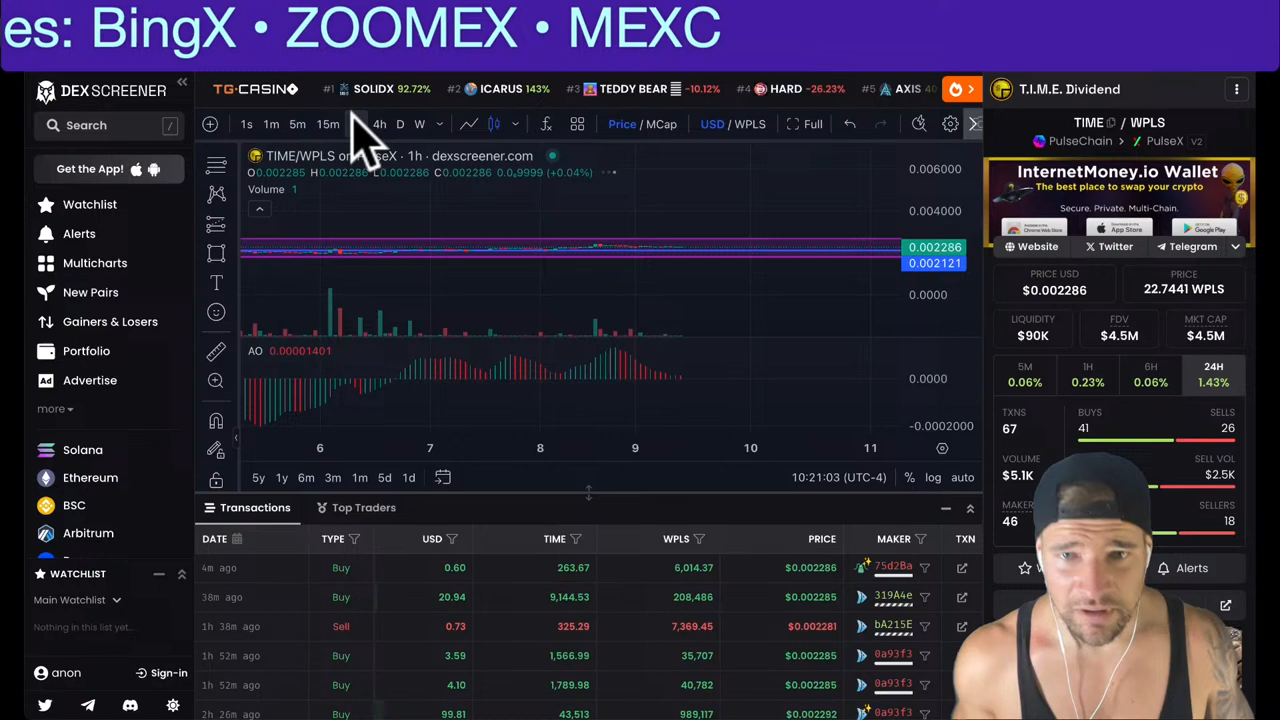 es: BingX • ZOOMEX • MEXC
DEX SCREENER
Search
/
Get the App!
Watchlist
Alerts
Multicharts
New Pairs
Gainers & Losers
Portfolio
Ad Advertise
more
Solana
Ethereum
BSC
Arbitrum
WATCHLIST
Main Watchlist
Nothing in this list yet...
anon
Sign-in
TG.CASINO
#1 SOLIDX 92.72%
#2 ICARUS 143%
#3 TEDDY BEAR -10.12%
#4 HARD -26.23%
#5 AXIS 40
1s 1m 5m 15m 4h D W
Price / MCap
USD / WPLS
Full
TIME/WPLS on PulseX · 1h · dexscreener.com
O0.002285 H0.002286 L0.002286 C0.002286 0.0₆9999 (+0.04%)
Volume 1
0.006000
0.004000
0.002286
0.002121
0.0000
AO 0.00001401
0.0000
-0.0002000
6 7 8 9 10 11
5y 1y 6m 3m 1m 5d 1d
10:21:03 (UTC-4) % log auto
Transactions
Top Traders
DATE TYPE USD TIME WPLS PRICE MAKER TXN
4m ago Buy 0.60 263.67 6,014.37 $0.002286 75d2Ba
38m ago Buy 20.94 9,144.53 208,486 $0.002285 319A4e
1h 38m ago Sell 0.73 325.29 7,369.45 $0.002281 bA215E
1h 52m ago Buy 3.59 1,566.99 35,707 $0.002285 0a93f3
1h 52m ago Buy 4.10 1,789.98 40,782 $0.002285 0a93f3
2h 26m ago Buy 99.81 43,513 989,117 $0.002292 0a93f3
T.I.M.E. Dividend
TIME / WPLS
PulseChain > PulseX V2
InternetMoney.io Wallet
The best place to swap your crypto
Secure. Private. Multi-Chain.
Chrome Web Store
App Store
Google Play
Website
Twitter
Telegram
PRICE USD
$0.002286
PRICE
22.7441 WPLS
LIQUIDITY
$90K
FDV
$4.5M
MKT CAP
$4.5M
5M
0.06%
1H
0.23%
6H
0.06%
24H
1.43%
TXNS
67
BUYS
41
SELLS
26
VOLUME
$5.1K
SELL VOL
$2.5K
MAKER
46
SELLERS
18
Alerts